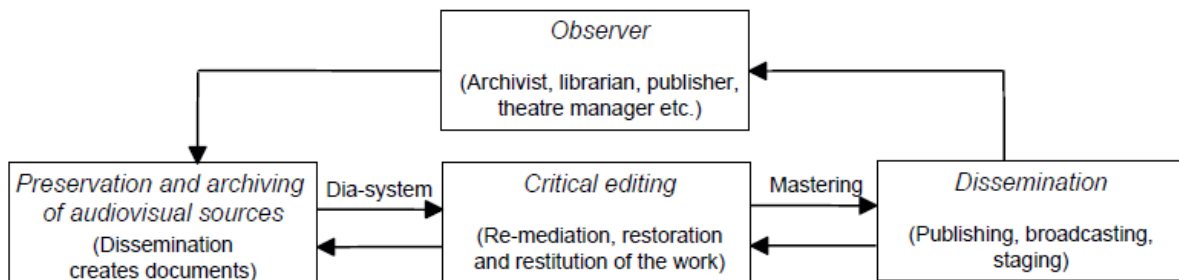 Observer
(Archivist, librarian, publisher,
theatre manager etc.)
Preservation and archiving
of audiovisual sources
(Dissemination
creates documents)
Dia-system
Critical editing
(Re-mediation, restoration
and restitution of the work)
Mastering
Dissemination
(Publishing, broadcasting,
staging)